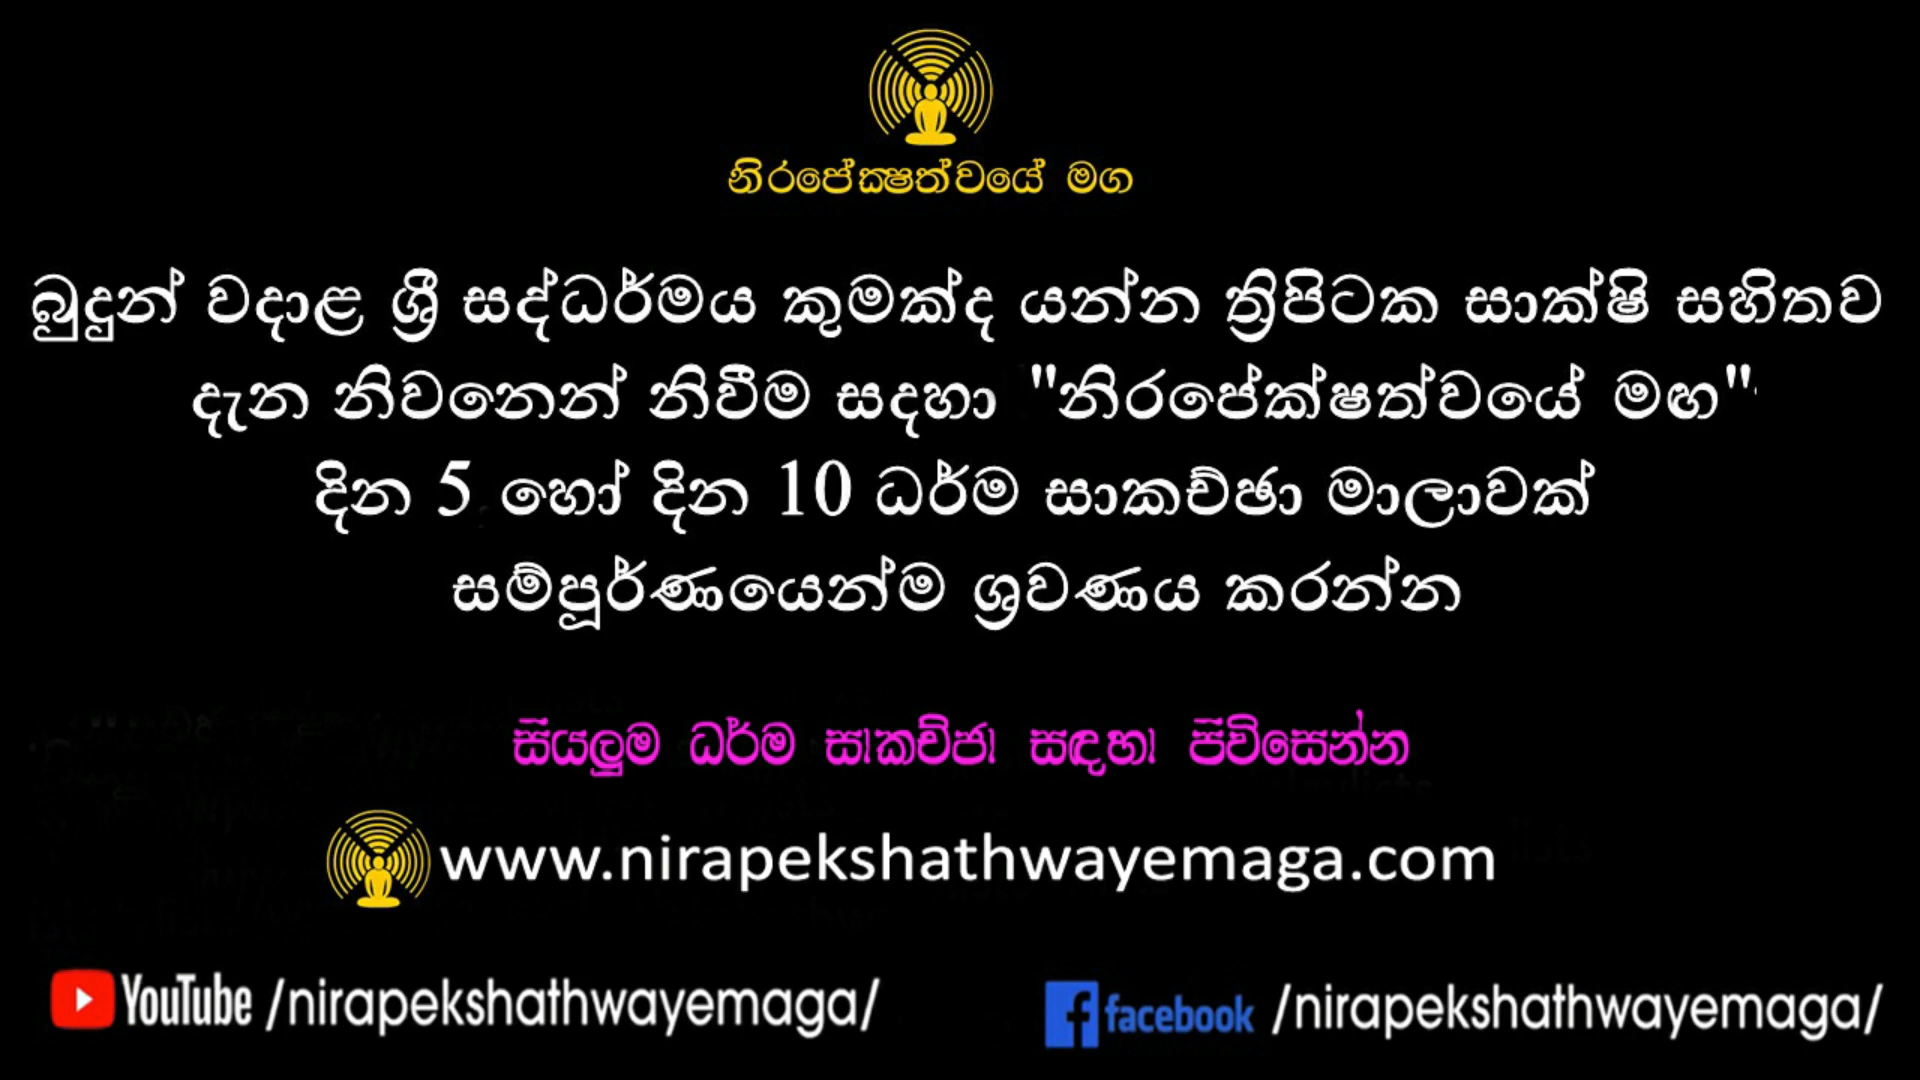 නිරපේක්‍ෂත්වයේ මග
බුදුන් වදාළ ශ්‍රී සද්ධර්මය කුමක්ද යන්න ත්‍රිපිටක සාක්ෂි සහිතව
දැන නිවනෙන් නිවීම සදහා "නිරපේක්ෂත්වයේ මඟ"
දින 5 හෝ දින 10 ධර්ම සාකච්ඡා මාලාවක්
සම්පූර්ණයෙන්ම ශ්‍රවණය කරන්න
සියලුම ධර්ම සාකච්ඡා සඳහා පිවිසෙන්න
www.nirapekshathwayemaga.com
YouTube /nirapekshathwayemaga/
facebook /nirapekshathwayemaga/